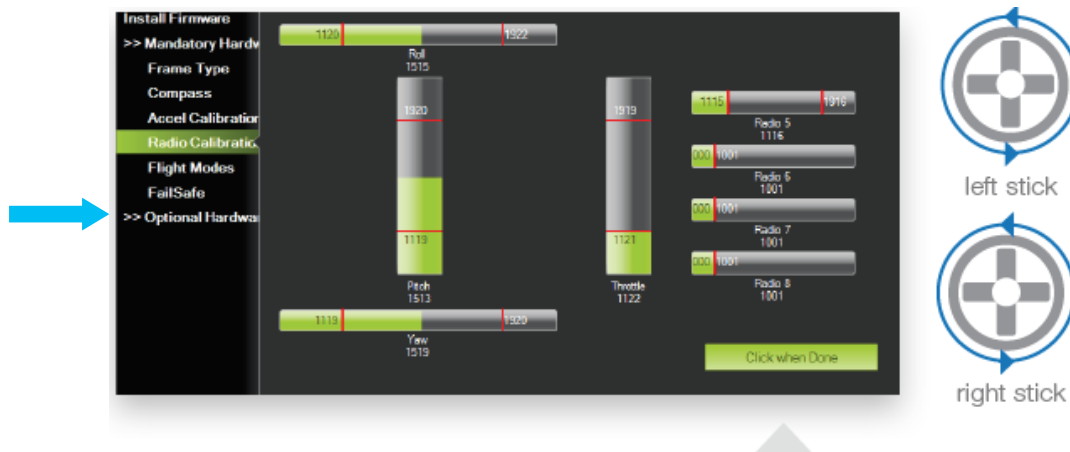 Install Firmware
>> Mandatory Hardw
Frame Type
Compass
Accel Calibration
Radio Calibratic
Flight Modes
FailSafe
>> Optional Hardwa
1120 1922
Roll
1515
1920
1119
Pitch
1513
1919
1121
Throttle
1122
1119 1920
Yaw
1519
1115 1916
Radio 5
1116
000 1001
Radio 6
1001
000 1001
Radio 7
1001
000 1001
Radio 8
1001
Click when Done
left stick
right stick